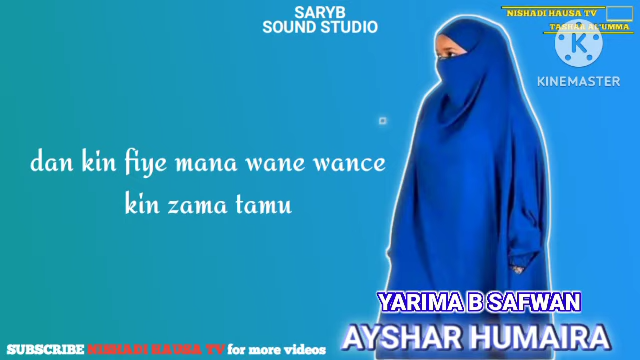 SARYB
SOUND STUDIO
NISHADI HAUSA TV
KINEMASTER
dan kin fiye mana wane wance
kin zama tamu
YARIMA B SAFWAN
AYSHAR HUMAIRA
SUBSCRIBE NISHADI HAUSA TV for more videos